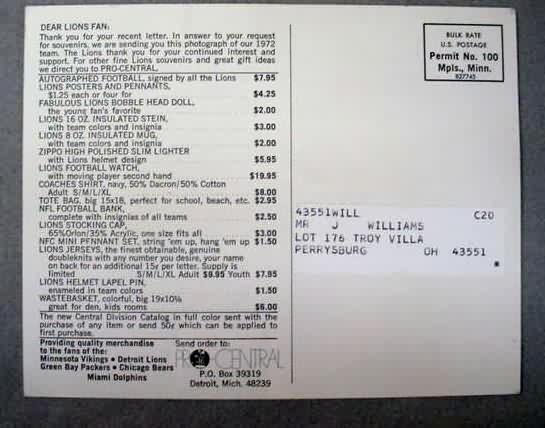 DEAR LIONS FAN:
Thank you for your recent letter. In answer to your request
for souvenirs, we are sending you this photograph of our 1972
team. The Lions thank you for your continued interest and
support. For other fine Lions souvenirs and great gift ideas
we direct you to PRO-CENTRAL.
AUTOGRAPHED FOOTBALL, signed by all the Lions $7.95
LIONS POSTERS AND PENNANTS,
$1.25 each or four for $4.25
FABULOUS LIONS BOBBLE HEAD DOLL,
the young fan's favorite $2.00
LIONS 16 OZ. INSULATED STEIN,
with team colors and insignia $3.00
LIONS 8 OZ. INSULATED MUG,
with team colors and insignia $2.00
ZIPPO HIGH POLISHED SLIM LIGHTER
with Lions helmet design $5.95
LIONS FOOTBALL WATCH,
with moving player second hand $19.95
COACHES SHIRT, navy, 50% Dacron/50% Cotton
Adult S/M/L/XL $8.00
TOTE BAG, big 15x18, perfect for school, beach, etc. $2.95
NFL FOOTBALL BANK,
complete with insignias of all teams $2.50
LIONS STOCKING CAP,
65%Orlon/35% Acrylic, one size fits all $3.00
NFC MINI PENNANT SET, string 'em up, hang 'em up $1.50
LIONS JERSEYS, the finest obtainable, genuine
doubleknits with any number you desire, your name
on back for an additional 15¢ per letter. Supply is
limited S/M/L/XL Adult $9.95 Youth $7.95
LIONS HELMET LAPEL PIN,
enameled in team colors $1.50
WASTEBASKET, colorful, big 19x10¼
great for den, kids rooms $6.00
The new Central Division Catalog in full color sent with the
purchase of any item or send 50¢ which can be applied to
first purchase.
Providing quality merchandise
to the fans of the:
Minnesota Vikings • Detroit Lions
Green Bay Packers • Chicago Bears
Miami Dolphins
Send order to:
PRO-CENTRAL
P.O. Box 39319
Detroit, Mich. 48239
BULK RATE
U.S. POSTAGE
Permit No. 100
Mpls., Minn.
827745
43551WILL C20
MR J WILLIAMS
LOT 176 TROY VILLA
PERRYSBURG OH 43551